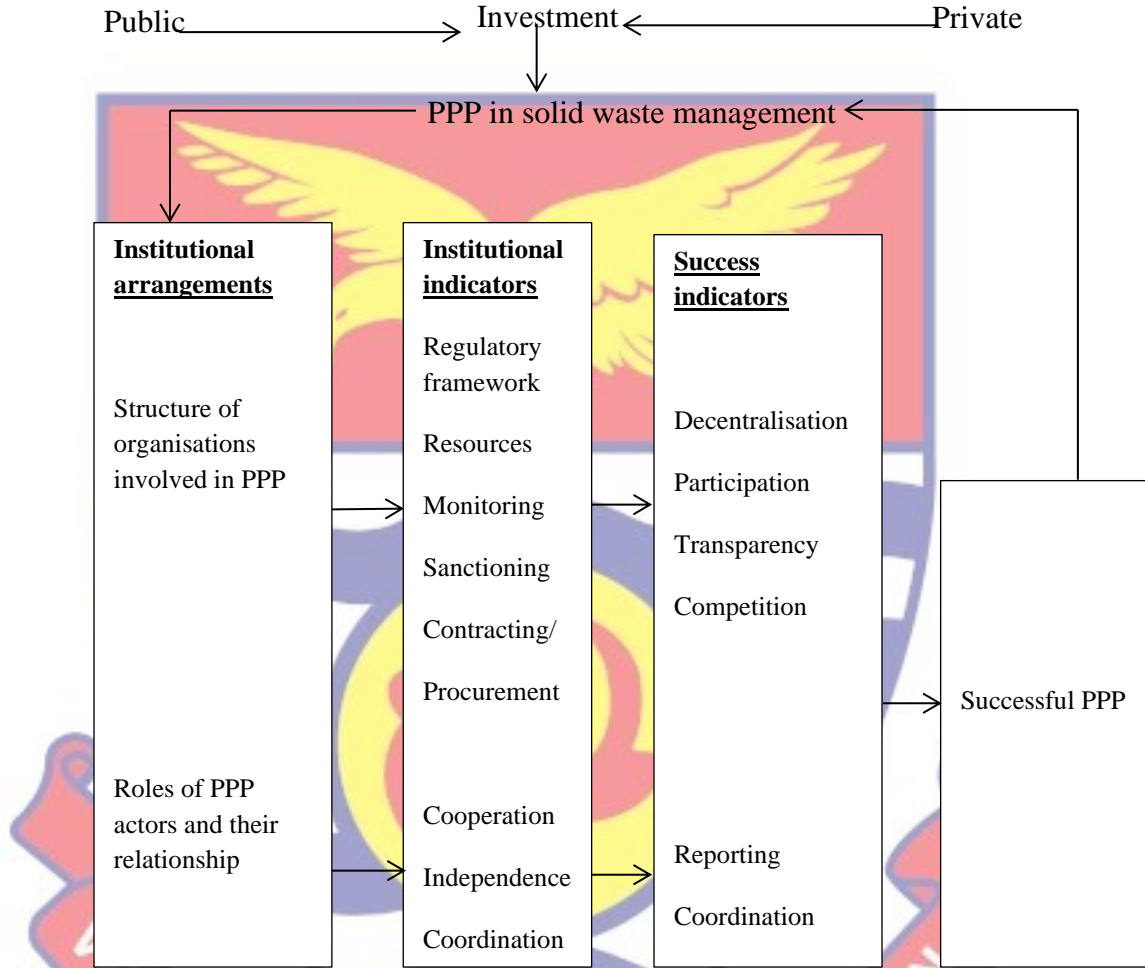 Public
Investment
Private
PPP in solid waste management
Institutional
arrangements
Structure of
organisations
involved in PPP
Roles of PPP
actors and their
relationship
Institutional
indicators
Regulatory
framework
Resources
Monitoring
Sanctioning
Contracting/
Procurement
Cooperation
Independence
Coordination
Success
indicators
Decentralisation
Participation
Transparency
Competition
Reporting
Coordination
Successful PPP